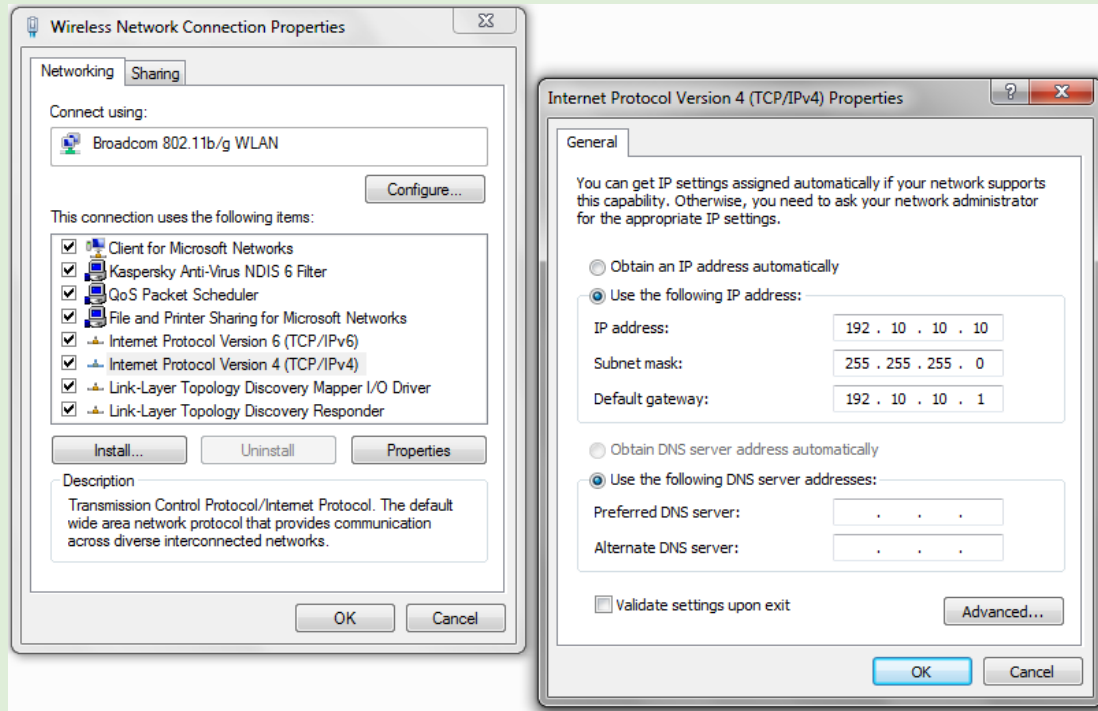 Wireless Network Connection Properties
Networking
Sharing
Connect using:
Broadcom 802.11b/g WLAN
Configure...
This connection uses the following items:
Client for Microsoft Networks
Kaspersky Anti-Virus NDIS 6 Filter
QoS Packet Scheduler
File and Printer Sharing for Microsoft Networks
Internet Protocol Version 6 (TCP/IPv6)
Internet Protocol Version 4 (TCP/IPv4)
Link-Layer Topology Discovery Mapper I/O Driver
Link-Layer Topology Discovery Responder
Install...
Uninstall
Properties
Description
Transmission Control Protocol/Internet Protocol. The default
wide area network protocol that provides communication
across diverse interconnected networks.
OK
Cancel
Internet Protocol Version 4 (TCP/IPv4) Properties
?
General
You can get IP settings assigned automatically if your network supports
this capability. Otherwise, you need to ask your network administrator
for the appropriate IP settings.
Obtain an IP address automatically
Use the following IP address:
IP address: 192 . 10 . 10 . 10
Subnet mask: 255 . 255 . 255 . 0
Default gateway: 192 . 10 . 10 . 1
Obtain DNS server address automatically
Use the following DNS server addresses:
Preferred DNS server: . . .
Alternate DNS server: . . .
Validate settings upon exit
Advanced...
OK
Cancel